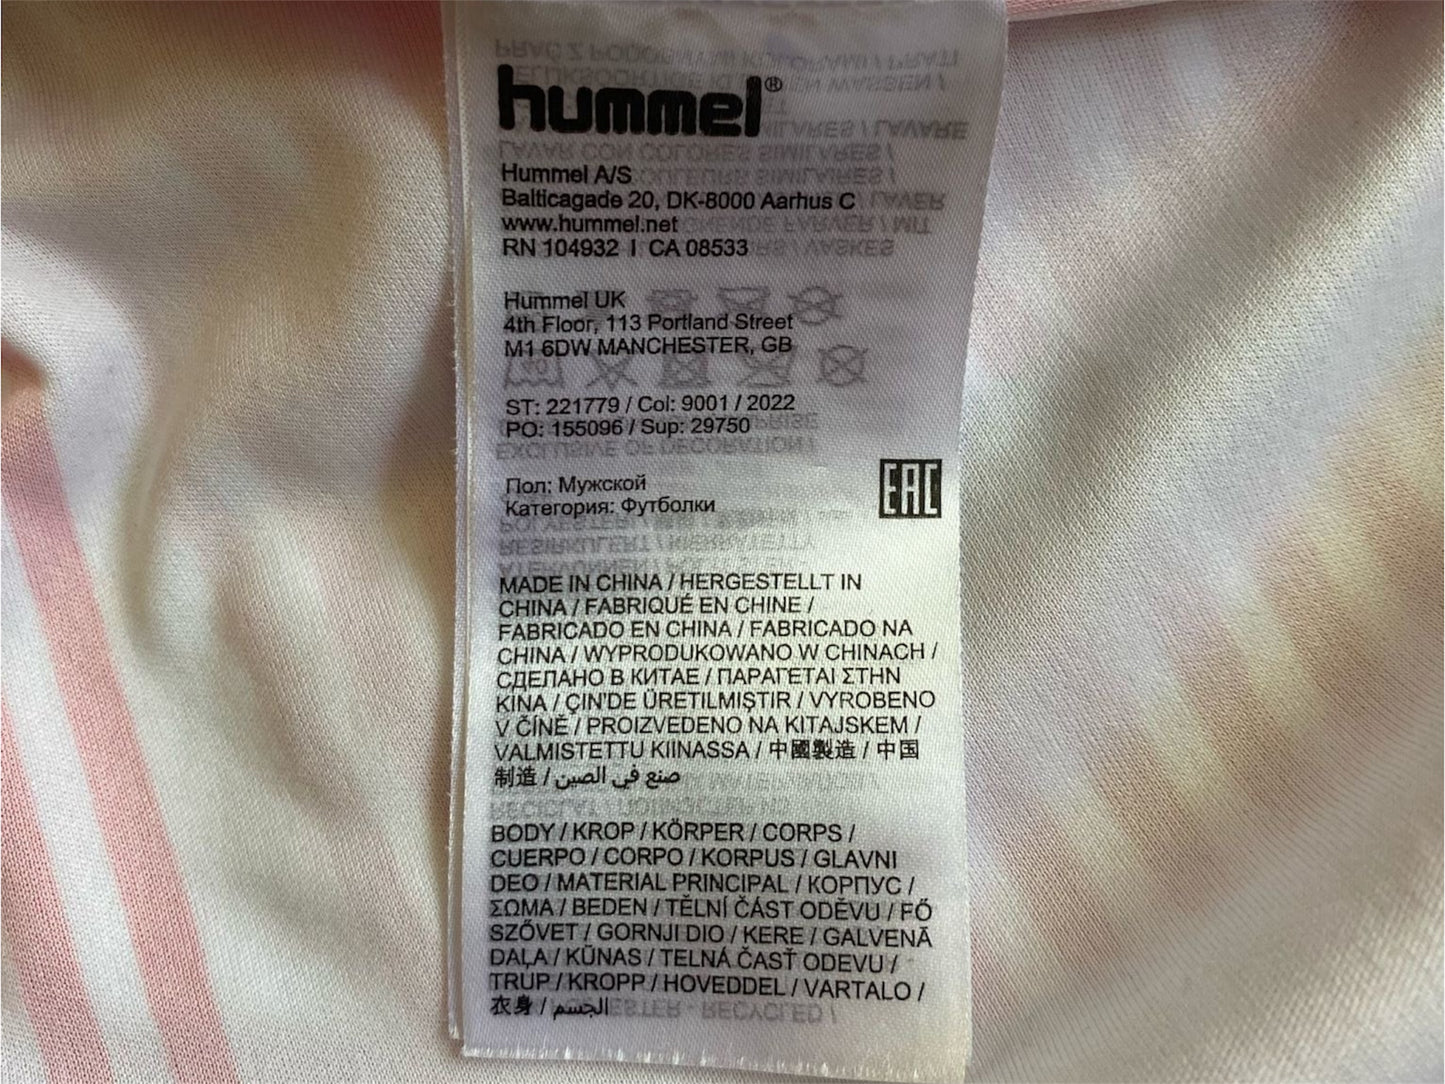 hummel®
Hummel A/S
Balticagade 20, DK-8000 Aarhus C
www.hummel.net
RN 104932 I CA 08533
Hummel UK
4th Floor, 113 Portland Street
M1 6DW MANCHESTER, GB
ST: 221779 / Col: 9001 / 2022
PO: 155096 / Sup: 29750
Пол: Мужской
Категория: Футболки
EAC
MADE IN CHINA / HERGESTELLT IN
CHINA / FABRIQUÉ EN CHINE /
FABRICADO EN CHINA / FABRICADO NA
CHINA / WYPRODUKOWANO W CHINACH /
СДЕЛАНО В КИТАЕ / ΠΑΡΑΓΕΤΑΙ ΣΤΗΝ
ΚΙΝΑ / ÇIN'DE ÜRETILMIŞTIR / VYROBENO
V ČÍNĚ / PROIZVEDENO NA KITAJSKEM /
VALMISTETTU KIINASSA / 中國製造 / 中国
制造 / صنع في الصين
BODY / KROP / KÖRPER / CORPS /
CUERPO / CORPO / KORPUS / GLAVNI
DEO / MATERIAL PRINCIPAL / КОРПУС /
ΣΩΜΑ / BEDEN / TĚLNÍ ČÁST ODĚVU / FŐ
SZŐVET / GORNJI DIO / KERE / GALVENĀ
DAĻA / KŪNAS / TELNÁ ČASŤ ODEVU /
TRUP / KROPP / HOVEDDEL / VARTALO /
衣身 / الجسم